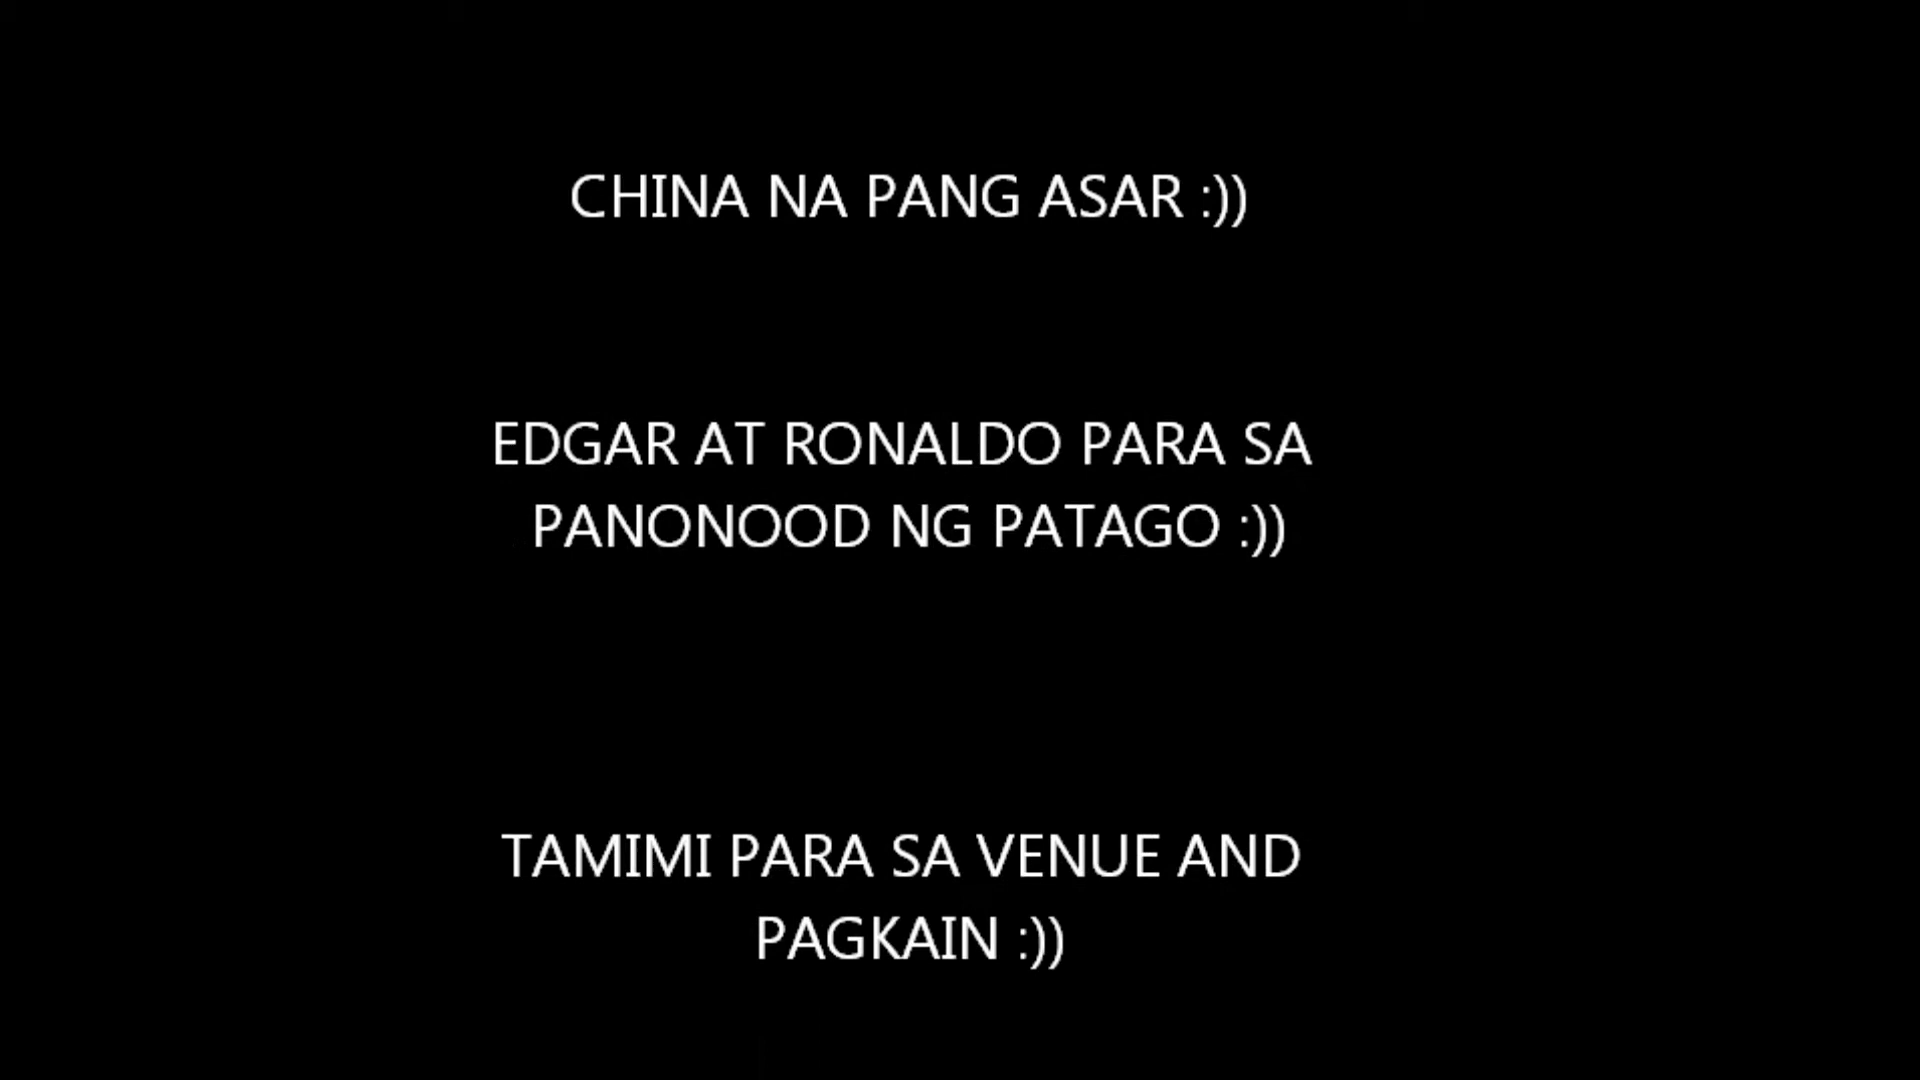 CHINA NA PANG ASAR :))
EDGAR AT RONALDO PARA SA
PANONOOD NG PATAGO :))
TAMIMI PARA SA VENUE AND
PAGKAIN :))